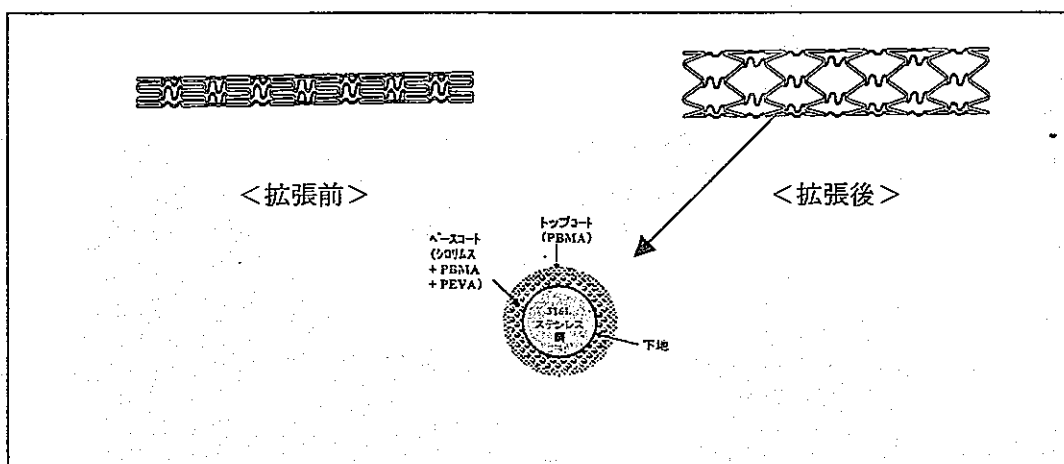 <拡張前>
<拡張後>
トップコート
(PBMA)
ベースコート
(シロリムス
+PBMA
+PEVA)
316L
ステンレス
鋼
下地